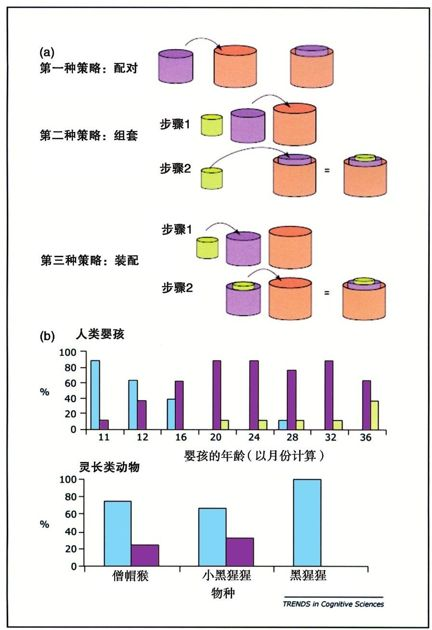 (a)
第一种策略：配对
第二种策略：组套
步骤1
步骤2
=
第三种策略：装配
步骤1
步骤2
=
(b)
人类婴孩
100
80
60
40
20
0
%
11 12 16 20 24 28 32 36
婴孩的年龄(以月份计算)
灵长类动物
100
80
60
40
20
0
%
僧帽猴 小黑猩猩 黑猩猩
物种
TRENDS in Cognitive Sciences